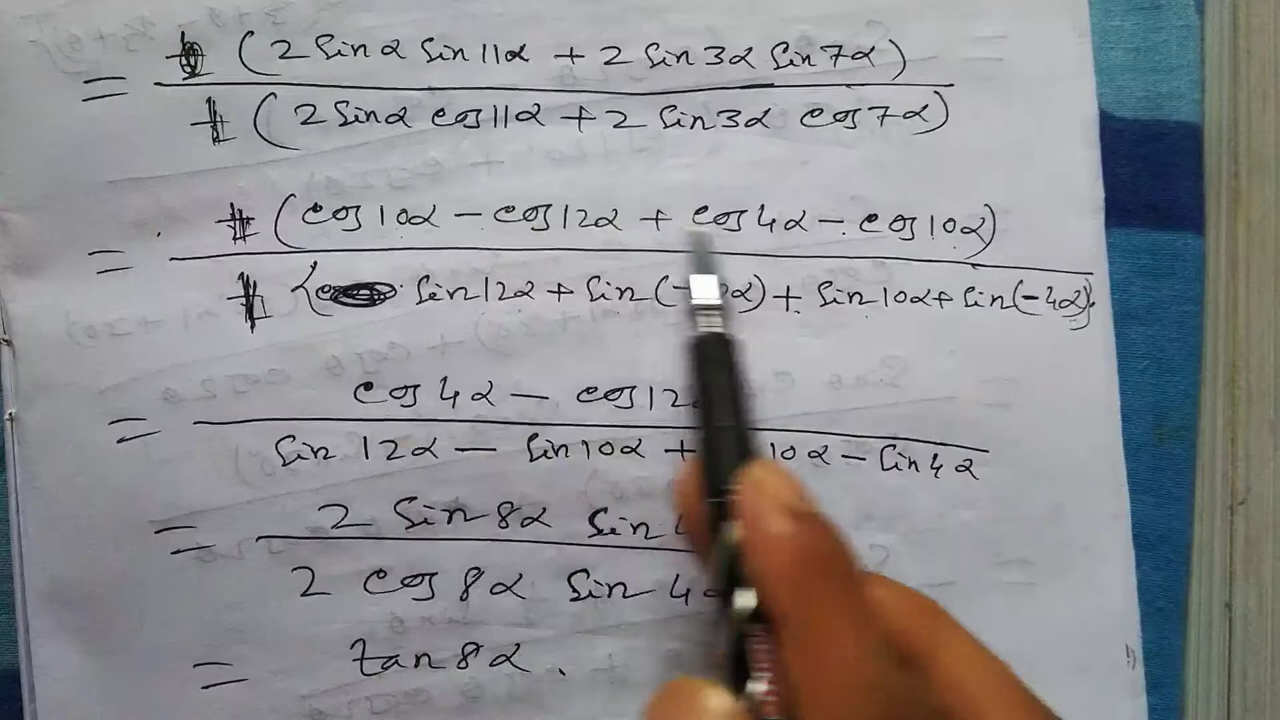 = (2 sin α sin 11α + 2 sin 3α sin 7α)
(2 sin α cos 11α + 2 sin 3α cos 7α)
= (cos 10α − cos 12α + cos 4α − cos 10α)
{ sin 12α + sin (− α) + sin 10α + sin (−4α)}
= cos 4α − cos 12
sin 12α − sin 10α + 10α − sin 4α
= 2 sin 8α sin
2 cos 8α sin 4α
= tan 8α .